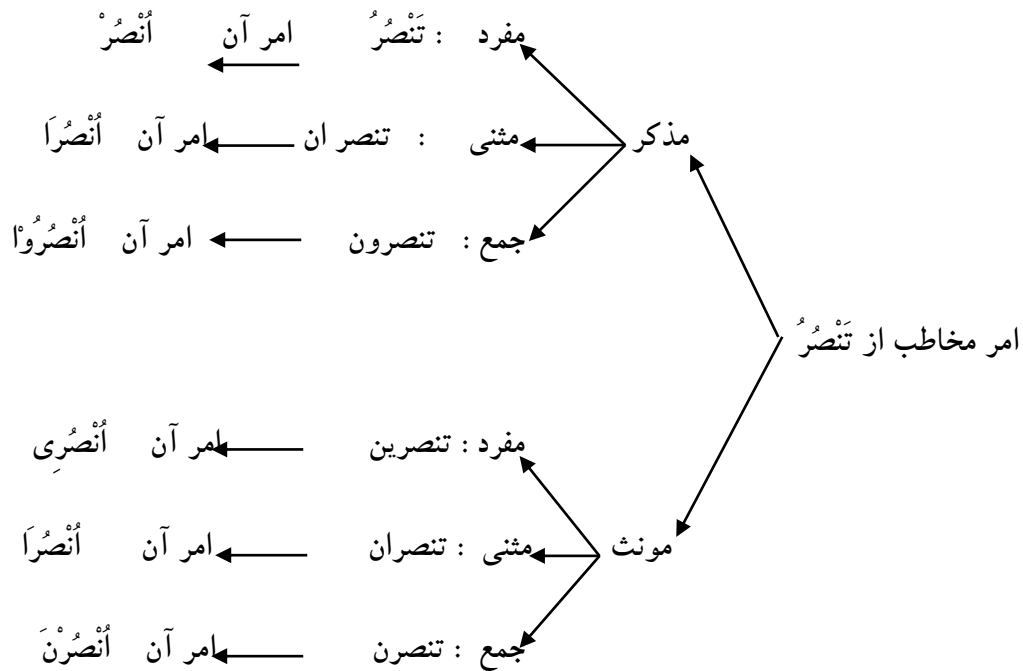 مفرد : تَنْصُرُ امر آن اُنْصُرْ
مذکر مثنی : تنصر ان امر آن اُنْصُرَا
جمع : تنصرون امر آن اُنْصُرُوْا
امر مخاطب از تَنْصُرُ
مفرد : تنصرین امر آن اُنْصُرِی
مونث مثنی : تنصران امر آن اُنْصُرَا
جمع : تنصرن امر آن اُنْصُرْنَ